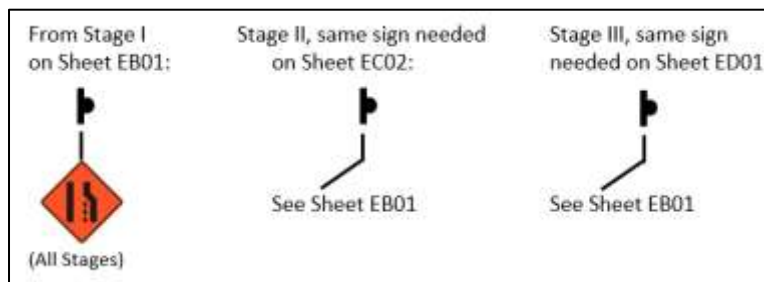 From Stage I
on Sheet EB01:
(All Stages)
Stage II, same sign needed
on Sheet EC02:
See Sheet EB01
Stage III, same sign
needed on Sheet ED01
See Sheet EB01